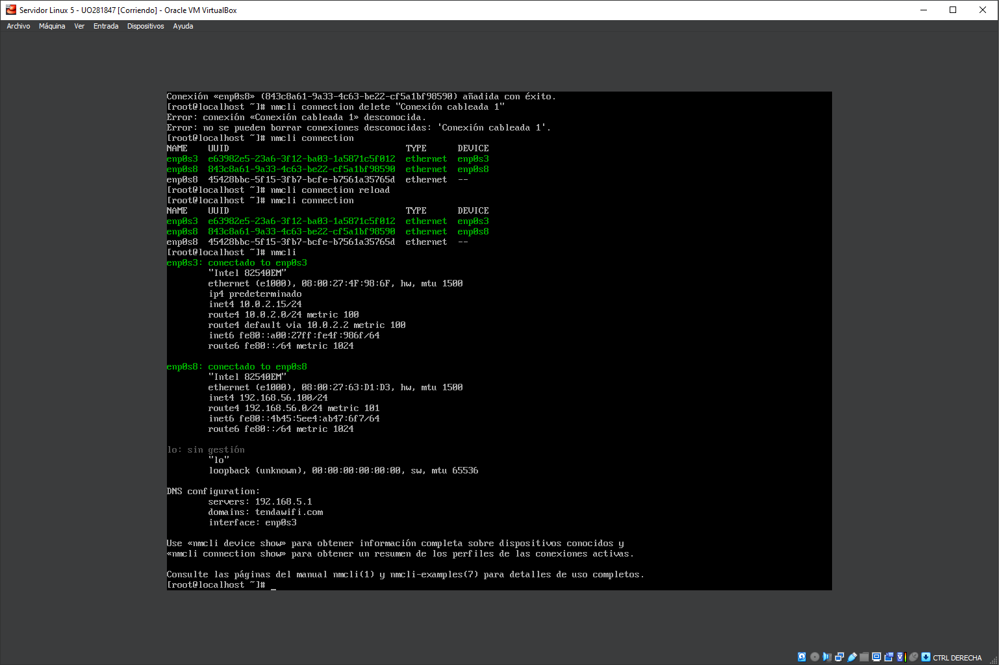 Servidor Linux 5 - UO281847 [Corriendo] - Oracle VM VirtualBox
Archivo Máquina Ver Entrada Dispositivos Ayuda
Conexión «enp0s8» (843c8a61-9a33-4c63-be22-cf5a1bf98590) añadida con éxito.
[root@localhost ~]# nmcli connection delete "Conexión cableada 1"
Error: conexión «Conexión cableada 1» desconocida.
Error: no se pueden borrar conexiones desconocidas: 'Conexión cableada 1'.
[root@localhost ~]# nmcli connection
NAME    UUID                                  TYPE      DEVICE
enp0s3  e63982e5-23a6-3f12-ba03-1a5871c5f012  ethernet  enp0s3
enp0s8  843c8a61-9a33-4c63-be22-cf5a1bf98590  ethernet  enp0s8
enp0s8  45428bbc-5f15-3fb7-bcfe-b7561a35765d  ethernet  --
[root@localhost ~]# nmcli connection reload
[root@localhost ~]# nmcli connection
NAME    UUID                                  TYPE      DEVICE
enp0s3  e63982e5-23a6-3f12-ba03-1a5871c5f012  ethernet  enp0s3
enp0s8  843c8a61-9a33-4c63-be22-cf5a1bf98590  ethernet  enp0s8
enp0s8  45428bbc-5f15-3fb7-bcfe-b7561a35765d  ethernet  --
[root@localhost ~]# nmcli
enp0s3: conectado to enp0s3
"Intel 82540EM"
ethernet (e1000), 08:00:27:4F:98:6F, hw, mtu 1500
ip4 predeterminado
inet4 10.0.2.15/24
route4 10.0.2.0/24 metric 100
route4 default via 10.0.2.2 metric 100
inet6 fe80::a00:27ff:fe4f:986f/64
route6 fe80::/64 metric 1024
enp0s8: conectado to enp0s8
"Intel 82540EM"
ethernet (e1000), 08:00:27:63:D1:D3, hw, mtu 1500
inet4 192.168.56.100/24
route4 192.168.56.0/24 metric 101
inet6 fe80::4b45:5ee4:ab47:6f7/64
route6 fe80::/64 metric 1024
lo: sin gestión
"lo"
loopback (unknown), 00:00:00:00:00:00, sw, mtu 65536
DNS configuration:
servers: 192.168.5.1
domains: tendawifi.com
interface: enp0s3
Use «nmcli device show» para obtener información completa sobre dispositivos conocidos y
«nmcli connection show» para obtener un resumen de los perfiles de las conexiones activas.
Consulte las páginas del manual nmcli(1) y nmcli-examples(7) para detalles de uso completos.
[root@localhost ~]# _
CTRL DERECHA